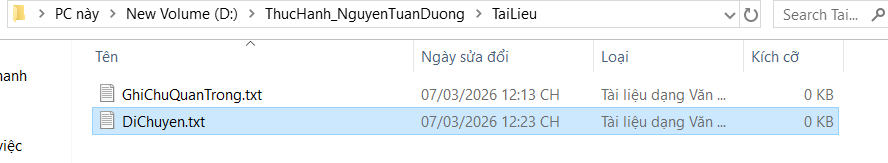 PC này > New Volume (D:) > ThucHanh_NguyenTuanDuong > TaiLieu
Search Tai...
Tên Ngày sửa đổi Loại Kích cỡ
GhiChuQuanTrong.txt 07/03/2026 12:13 CH Tài liệu dạng Văn ... 0 KB
DiChuyen.txt 07/03/2026 12:23 CH Tài liệu dạng Văn ... 0 KB
anh
việc